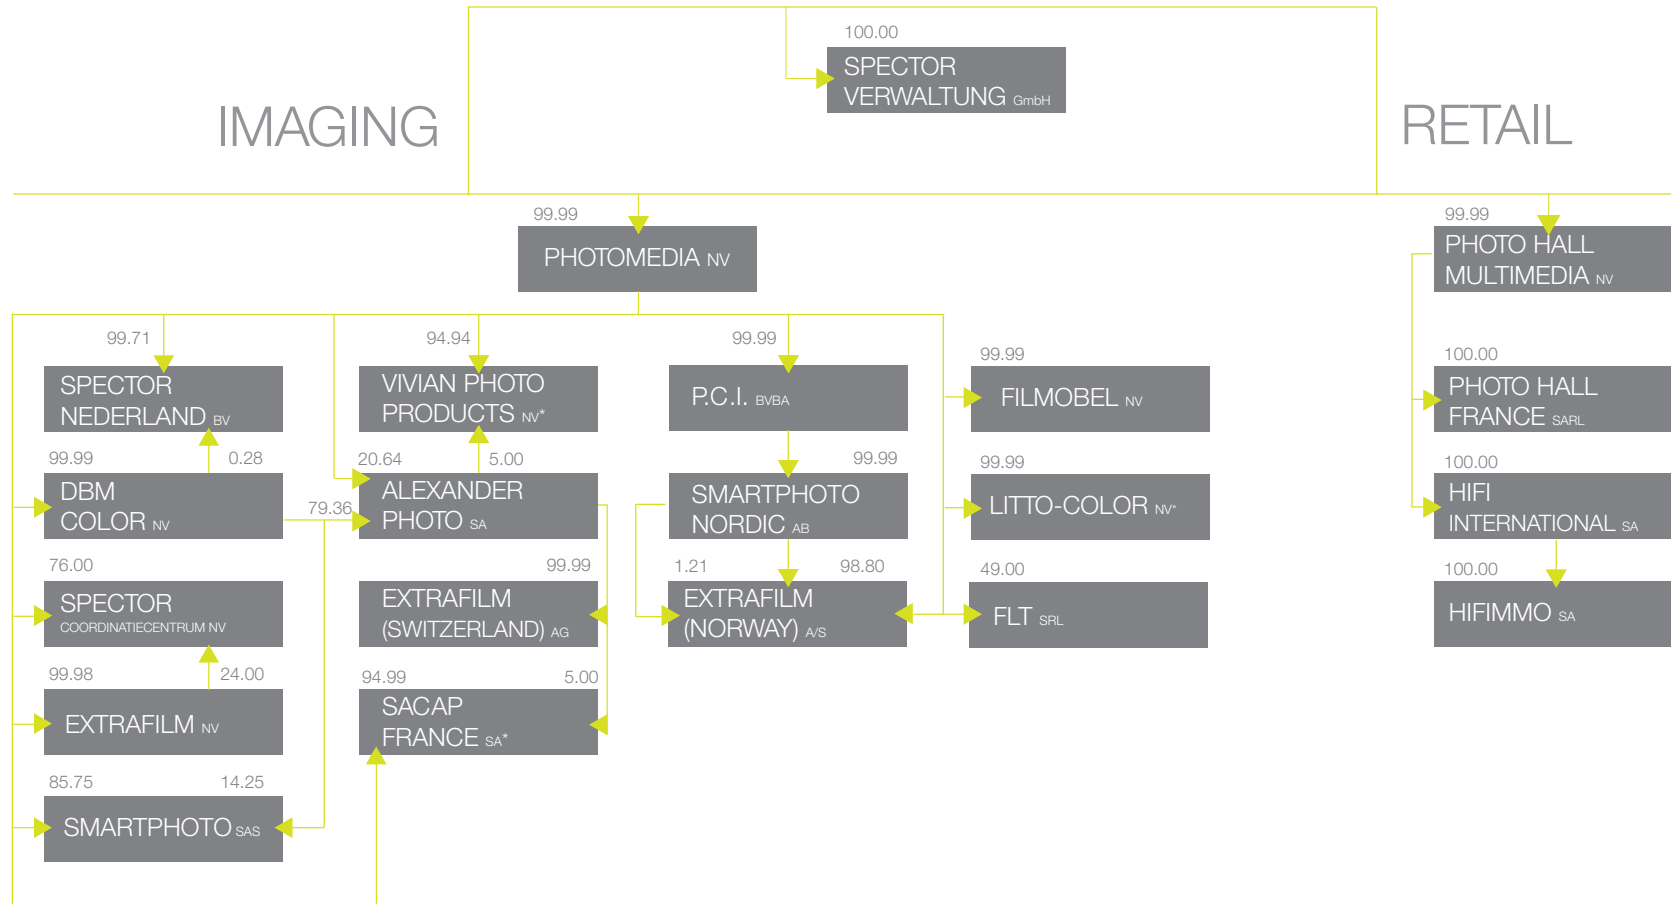 100.00
SPECTOR
VERWALTUNG GmbH
IMAGING
RETAIL
99.99
PHOTOMEDIA NV
99.99
PHOTO HALL
MULTIMEDIA NV
99.71
SPECTOR
NEDERLAND BV
94.94
VIVIAN PHOTO
PRODUCTS NV*
99.99
P.C.I. BVBA
99.99
FILMOBEL NV
100.00
PHOTO HALL
FRANCE SARL
99.99
0.28
DBM
COLOR NV
79.36
20.64
5.00
ALEXANDER
PHOTO SA
99.99
SMARTPHOTO
NORDIC AB
99.99
LITTO-COLOR NV*
100.00
HIFI
INTERNATIONAL SA
76.00
SPECTOR
COORDINATIECENTRUM NV
99.99
EXTRAFILM
(SWITZERLAND) AG
1.21
98.80
EXTRAFILM
(NORWAY) A/S
49.00
FLT SRL
100.00
HIFIMMO SA
99.98
24.00
EXTRAFILM NV
94.99
5.00
SACAP
FRANCE SA*
85.75
14.25
SMARTPHOTO SAS